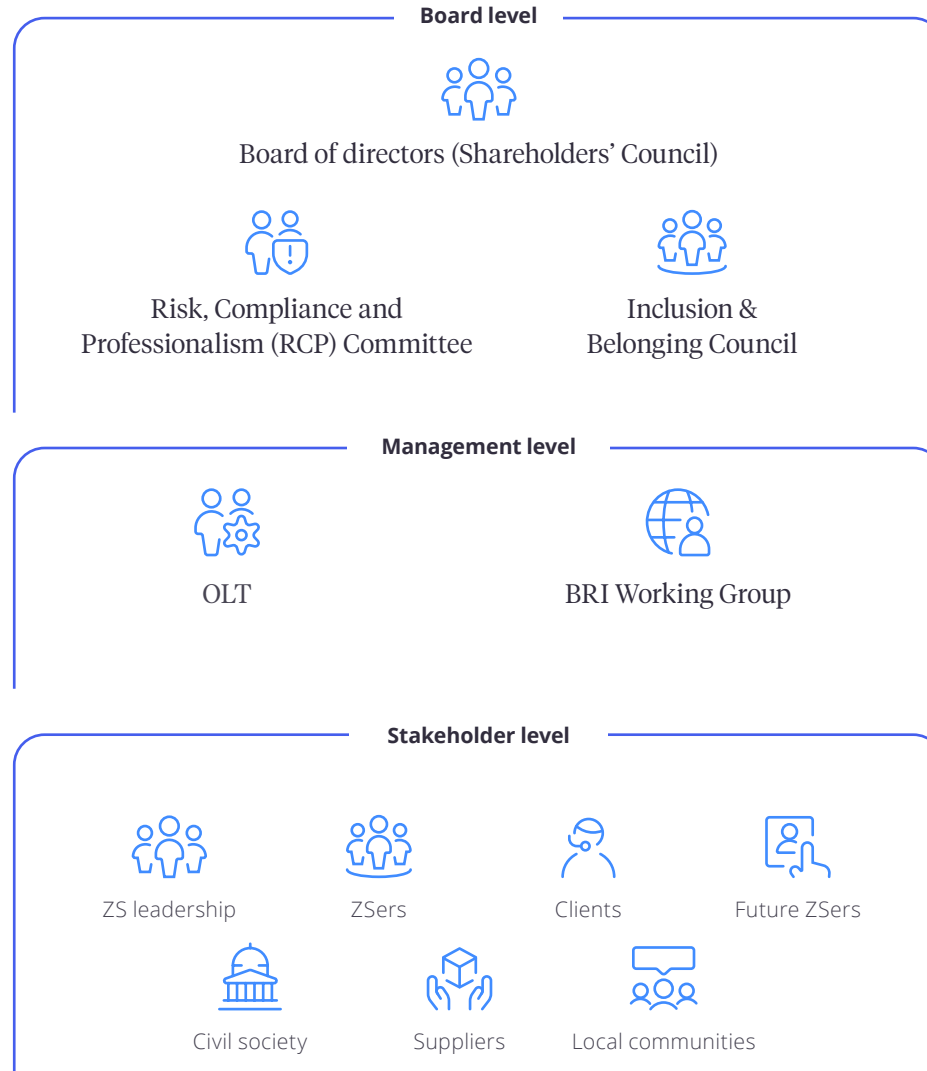 Board level
Board of directors (Shareholders’ Council)
Risk, Compliance and
Professionalism (RCP) Committee
Inclusion &
Belonging Council
Management level
OLT
BRI Working Group
Stakeholder level
ZS leadership
ZSers
Clients
Future ZSers
Civil society
Suppliers
Local communities